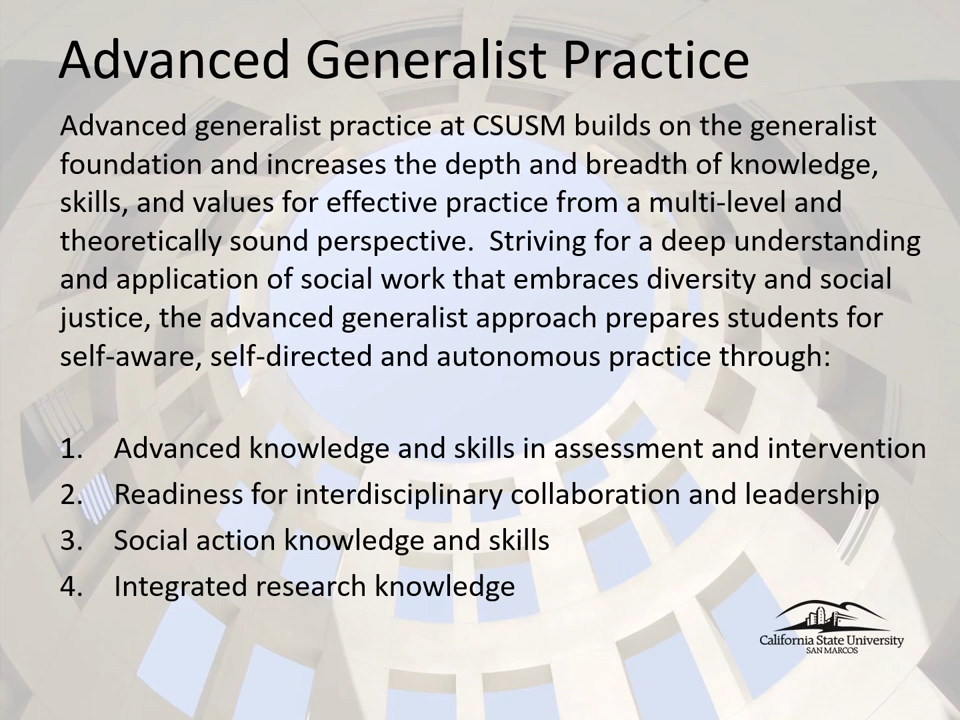 Advanced Generalist Practice
Advanced generalist practice at CSUSM builds on the generalist
foundation and increases the depth and breadth of knowledge,
skills, and values for effective practice from a multi-level and
theoretically sound perspective.  Striving for a deep understanding
and application of social work that embraces diversity and social
justice, the advanced generalist approach prepares students for
self-aware, self-directed and autonomous practice through:
1. Advanced knowledge and skills in assessment and intervention
2. Readiness for interdisciplinary collaboration and leadership
3. Social action knowledge and skills
4. Integrated research knowledge
California State University
SAN MARCOS